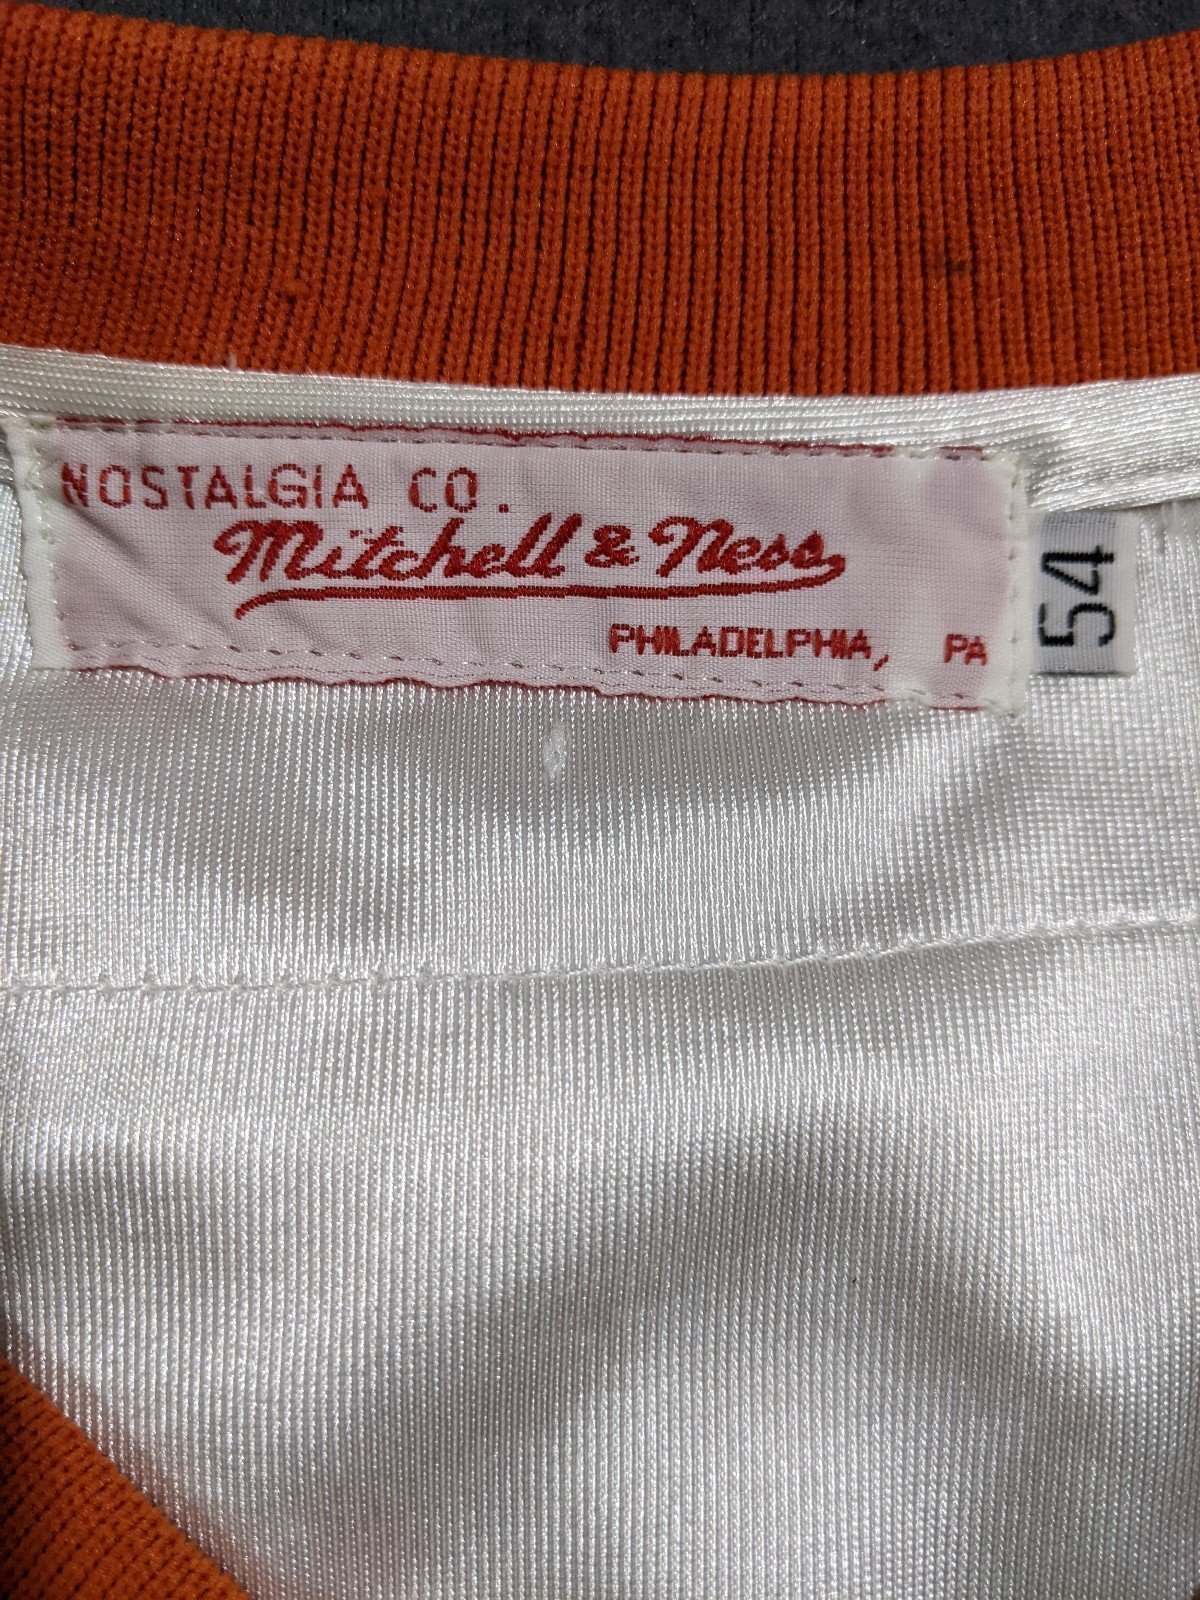 NOSTALGIA CO.
Mitchell & Ness
PHILADELPHIA, PA
54